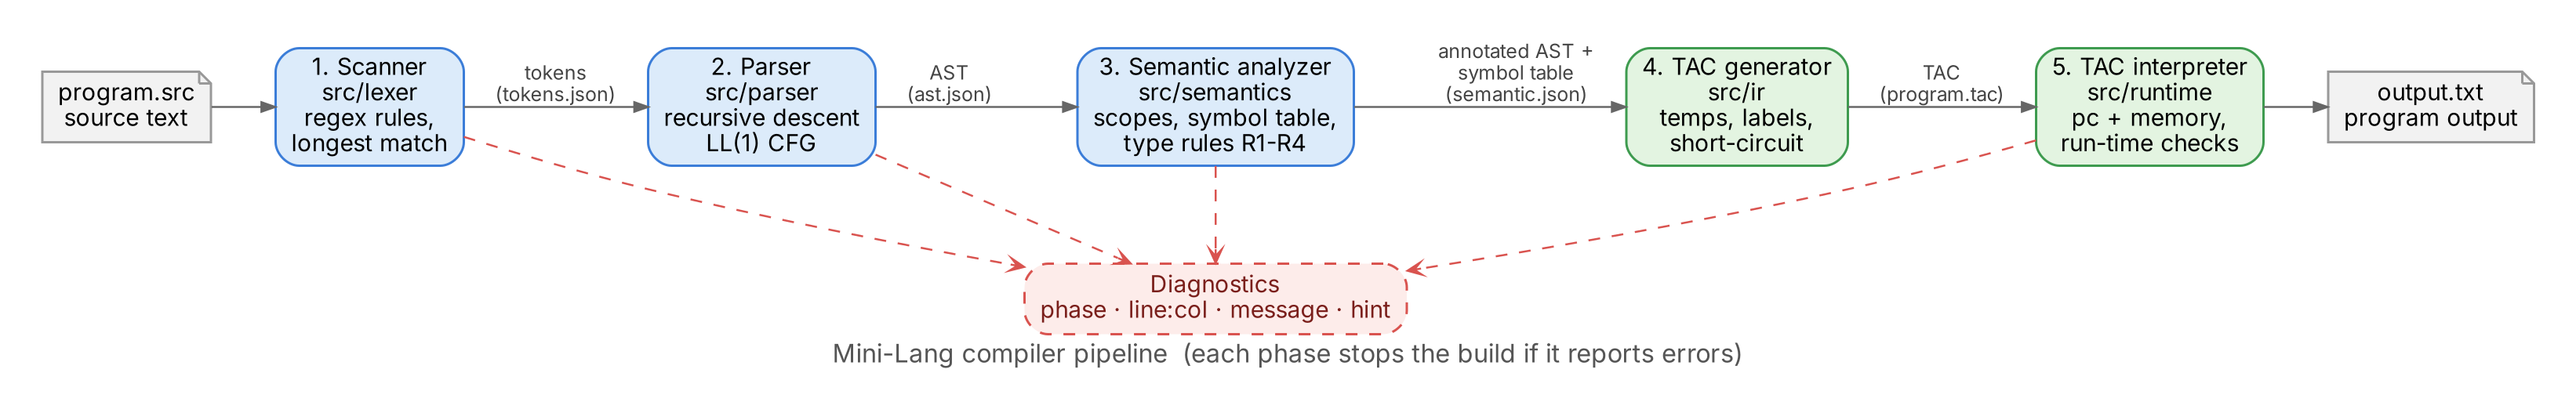 program.src
source text
1. Scanner
src/lexer
regex rules,
longest match
tokens
(tokens.json)
2. Parser
src/parser
recursive descent
LL(1) CFG
AST
(ast.json)
3. Semantic analyzer
src/semantics
scopes, symbol table,
type rules R1-R4
annotated AST +
symbol table
(semantic.json)
4. TAC generator
src/ir
temps, labels,
short-circuit
TAC
(program.tac)
5. TAC interpreter
src/runtime
pc + memory,
run-time checks
output.txt
program output
Diagnostics
phase · line:col · message · hint
Mini-Lang compiler pipeline  (each phase stops the build if it reports errors)